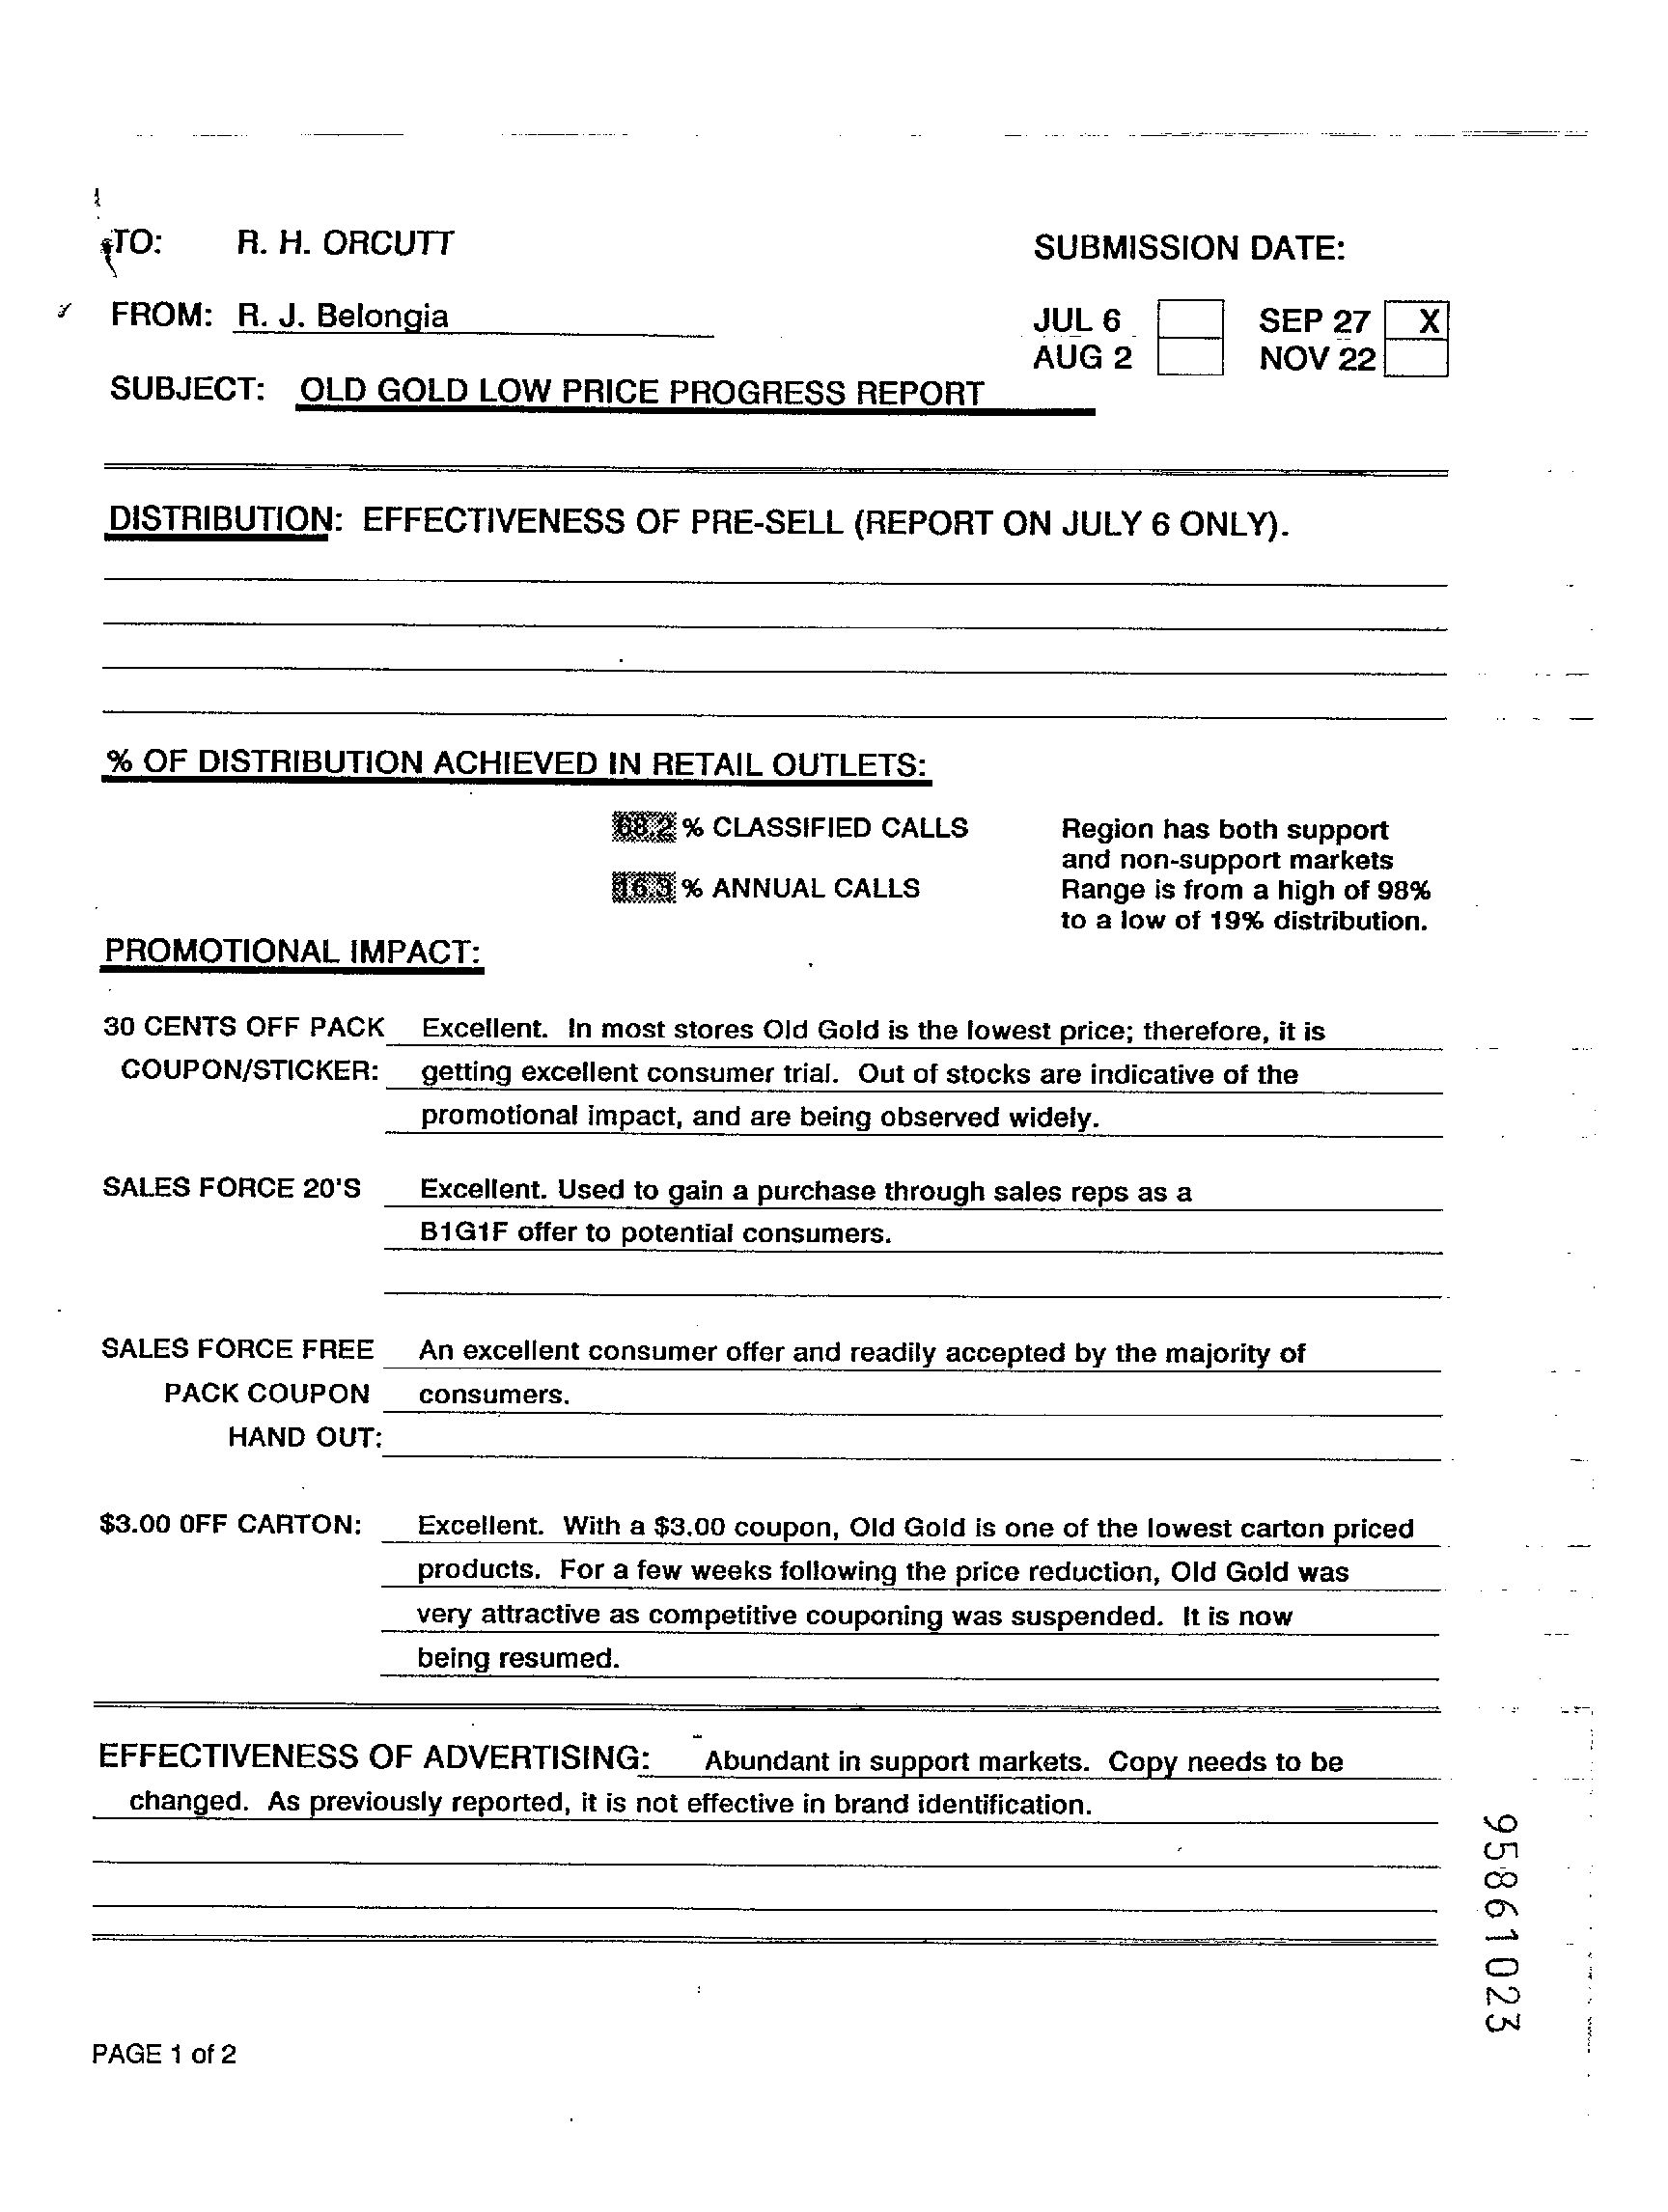 TO: R. H. ORCUTT
SUBMISSION DATE:
FROM: R. J. Belongia
JUL 6 SEP 27 X
AUG 2 NOV 22
SUBJECT: OLD GOLD LOW PRICE PROGRESS REPORT
DISTRIBUTION: EFFECTIVENESS OF PRE-SELL (REPORT ON JULY 6 ONLY).
% OF DISTRIBUTION ACHIEVED IN RETAIL OUTLETS:
68.2 % CLASSIFIED CALLS
16.3 % ANNUAL CALLS
Region has both support
and non-support markets
Range is from a high of 98%
to a low of 19% distribution.
PROMOTIONAL IMPACT:
30 CENTS OFF PACK Excellent. In most stores Old Gold is the lowest price; therefore, it is
COUPON/STICKER: getting excellent consumer trial. Out of stocks are indicative of the
promotional impact, and are being observed widely.
SALES FORCE 20'S Excellent. Used to gain a purchase through sales reps as a
B1G1F offer to potential consumers.
SALES FORCE FREE An excellent consumer offer and readily accepted by the majority of
PACK COUPON consumers.
HAND OUT:
$3.00 OFF CARTON: Excellent. With a $3.00 coupon, Old Gold is one of the lowest carton priced
products. For a few weeks following the price reduction, Old Gold was
very attractive as competitive couponing was suspended. It is now
being resumed.
EFFECTIVENESS OF ADVERTISING: Abundant in support markets. Copy needs to be
changed. As previously reported, it is not effective in brand identification.
95861023
PAGE 1 of 2